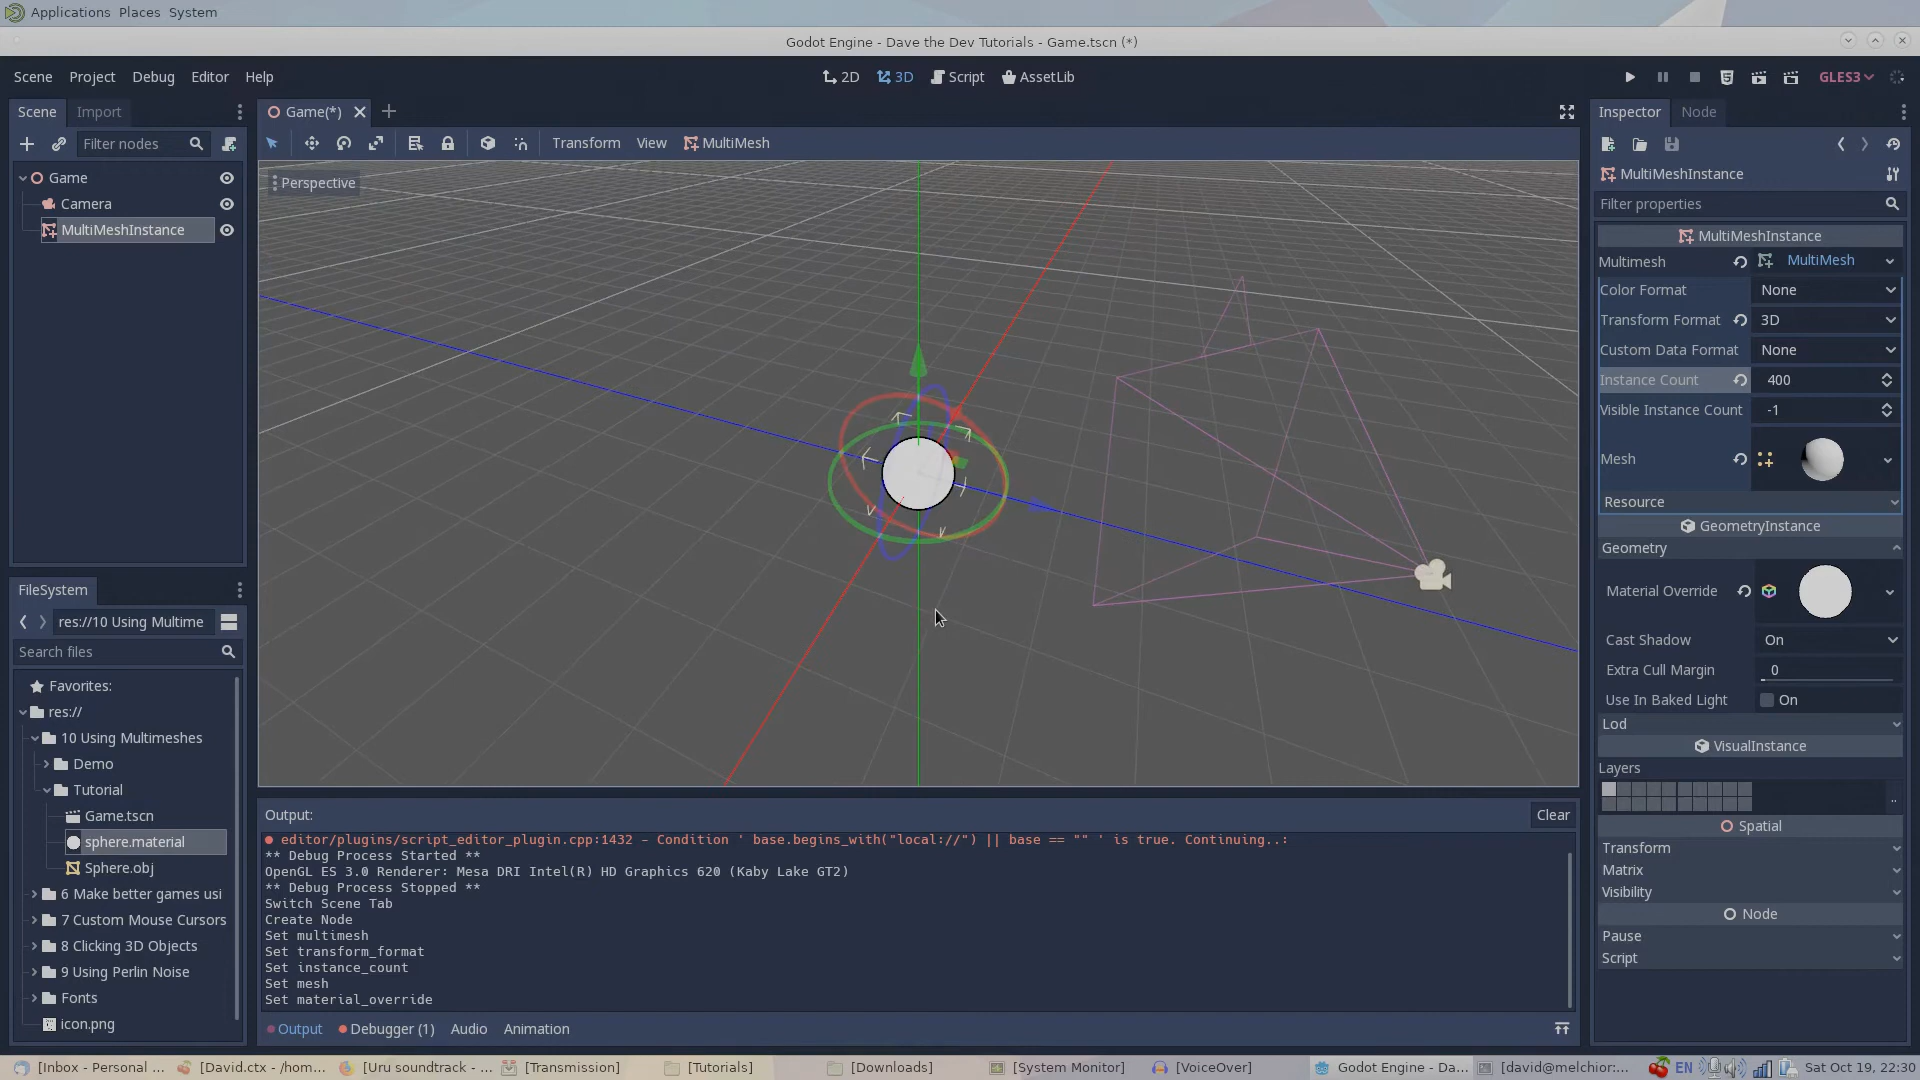 Applications Places System
Godot Engine - Dave the Dev Tutorials - Game.tscn (*)
Scene Project Debug Editor Help
2D 3D Script AssetLib
GLES3
Scene Import
Game(*)
Inspector Node
Filter nodes
Transform View MultiMesh
Perspective
Game
Camera
MultiMeshInstance
MultiMeshInstance
Filter properties
MultiMeshInstance
Multimesh MultiMesh
Color Format None
Transform Format 3D
Custom Data Format None
Instance Count 400
Visible Instance Count -1
Mesh
Resource
GeometryInstance
Geometry
Material Override
Cast Shadow On
Extra Cull Margin 0
Use In Baked Light On
Lod
VisualInstance
Layers
..
Spatial
Transform
Matrix
Visibility
Node
Pause
Script
FileSystem
res://10 Using Multime
Search files
Favorites:
res://
10 Using Multimeshes
Demo
Tutorial
Game.tscn
sphere.material
Sphere.obj
6 Make better games usi
7 Custom Mouse Cursors
8 Clicking 3D Objects
9 Using Perlin Noise
Fonts
icon.png
Output:
Clear
editor/plugins/script_editor_plugin.cpp:1432 - Condition ' base.begins_with("local://") || base == "" ' is true. Continuing..:
** Debug Process Started **
OpenGL ES 3.0 Renderer: Mesa DRI Intel(R) HD Graphics 620 (Kaby Lake GT2)
** Debug Process Stopped **
Switch Scene Tab
Create Node
Set multimesh
Set transform_format
Set instance_count
Set mesh
Set material_override
Output Debugger (1) Audio Animation
[Inbox - Personal ... [David.ctx - /hom... [Uru soundtrack - ... [Transmission] [Tutorials] [Downloads] [System Monitor] [VoiceOver] Godot Engine - Da... [david@melchior:... EN Sat Oct 19, 22:30